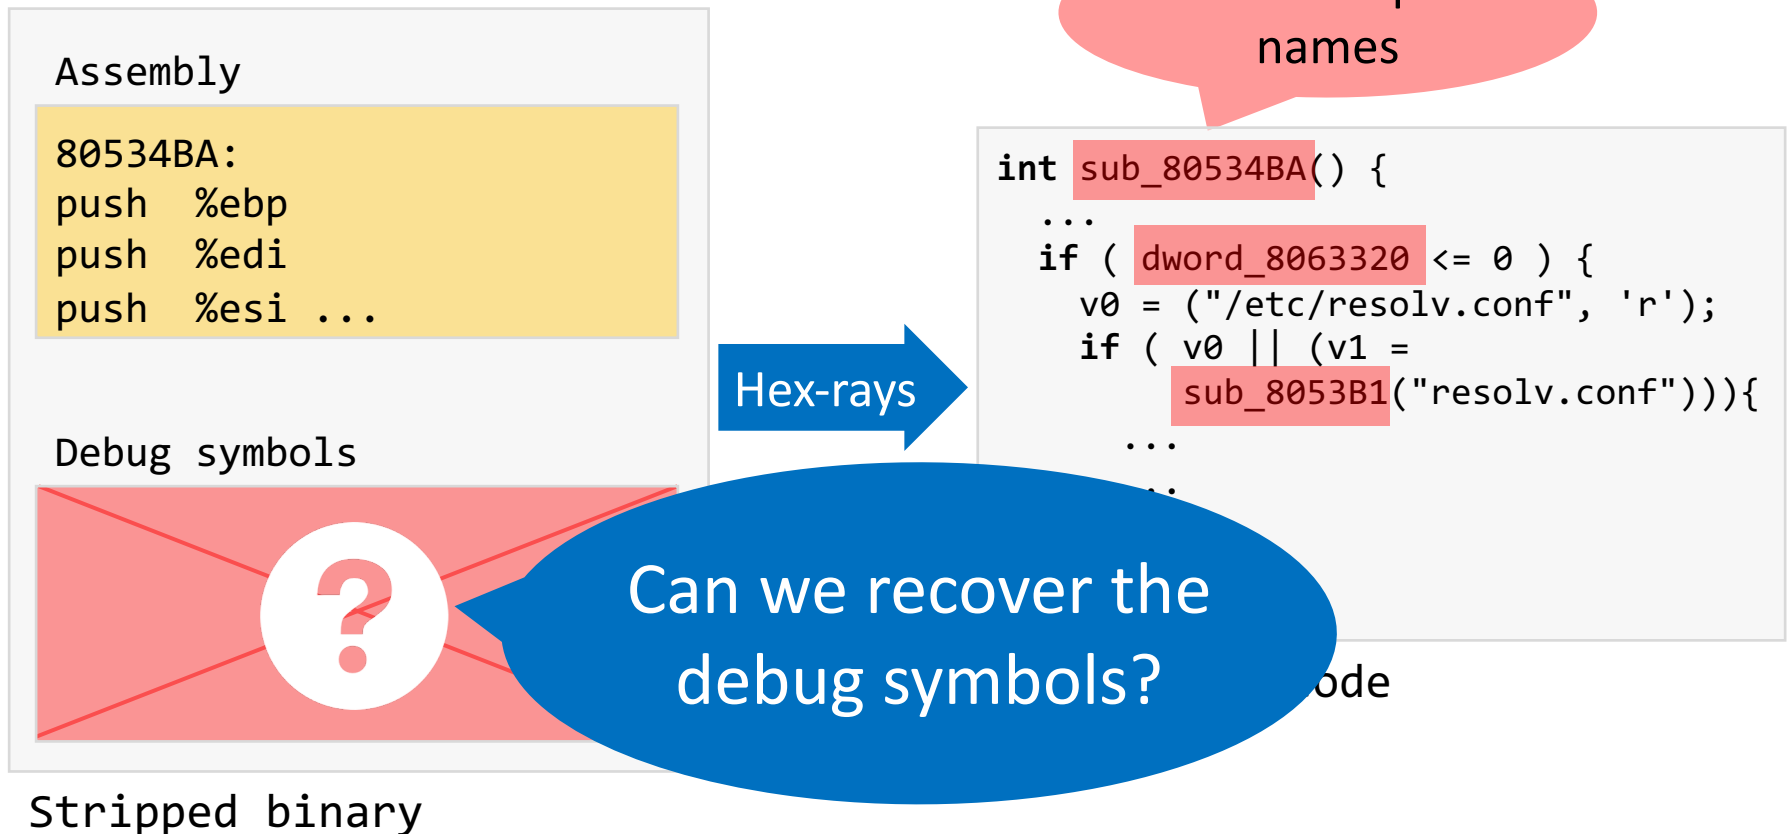 names
Assembly
80534BA:
push %ebp
push %edi
push %esi ...
Debug symbols
?
Stripped binary
Hex-rays
int sub_80534BA() {
...
if ( dword_8063320 <= 0 ) {
v0 = ("/etc/resolv.conf", 'r');
if ( v0 || (v1 =
sub_8053B1("resolv.conf"))){
...
...
Can we recover the
debug symbols?